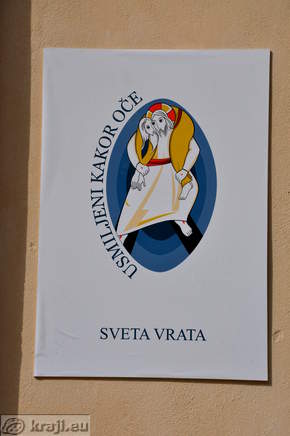 USMILJENI KAKOR OČE
SVETA VRATA
kraji.eu